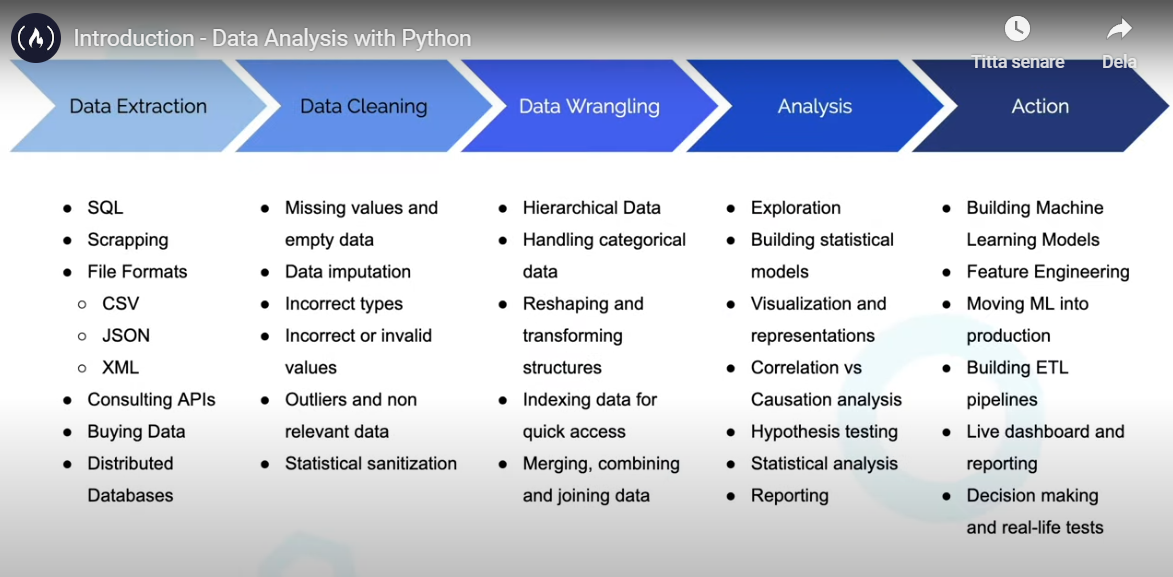 Introduction - Data Analysis with Python
Titta senare
Dela
Data Extraction
Data Cleaning
Data Wrangling
Analysis
Action
SQL
Scrapping
File Formats
CSV
JSON
XML
Consulting APIs
Buying Data
Distributed
Databases
Missing values and
empty data
Data imputation
Incorrect types
Incorrect or invalid
values
Outliers and non
relevant data
Statistical sanitization
Hierarchical Data
Handling categorical
data
Reshaping and
transforming
structures
Indexing data for
quick access
Merging, combining
and joining data
Exploration
Building statistical
models
Visualization and
representations
Correlation vs
Causation analysis
Hypothesis testing
Statistical analysis
Reporting
Building Machine
Learning Models
Feature Engineering
Moving ML into
production
Building ETL
pipelines
Live dashboard and
reporting
Decision making
and real-life tests